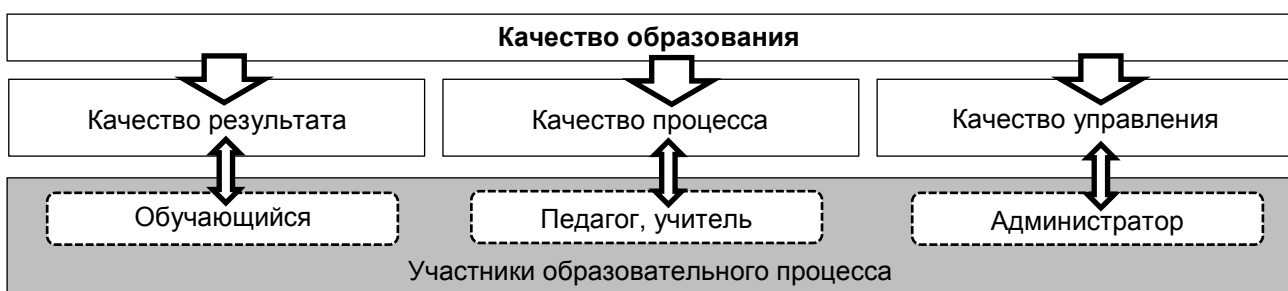 Качество образования
Качество результата
Качество процесса
Качество управления
Обучающийся
Педагог, учитель
Администратор
Участники образовательного процесса